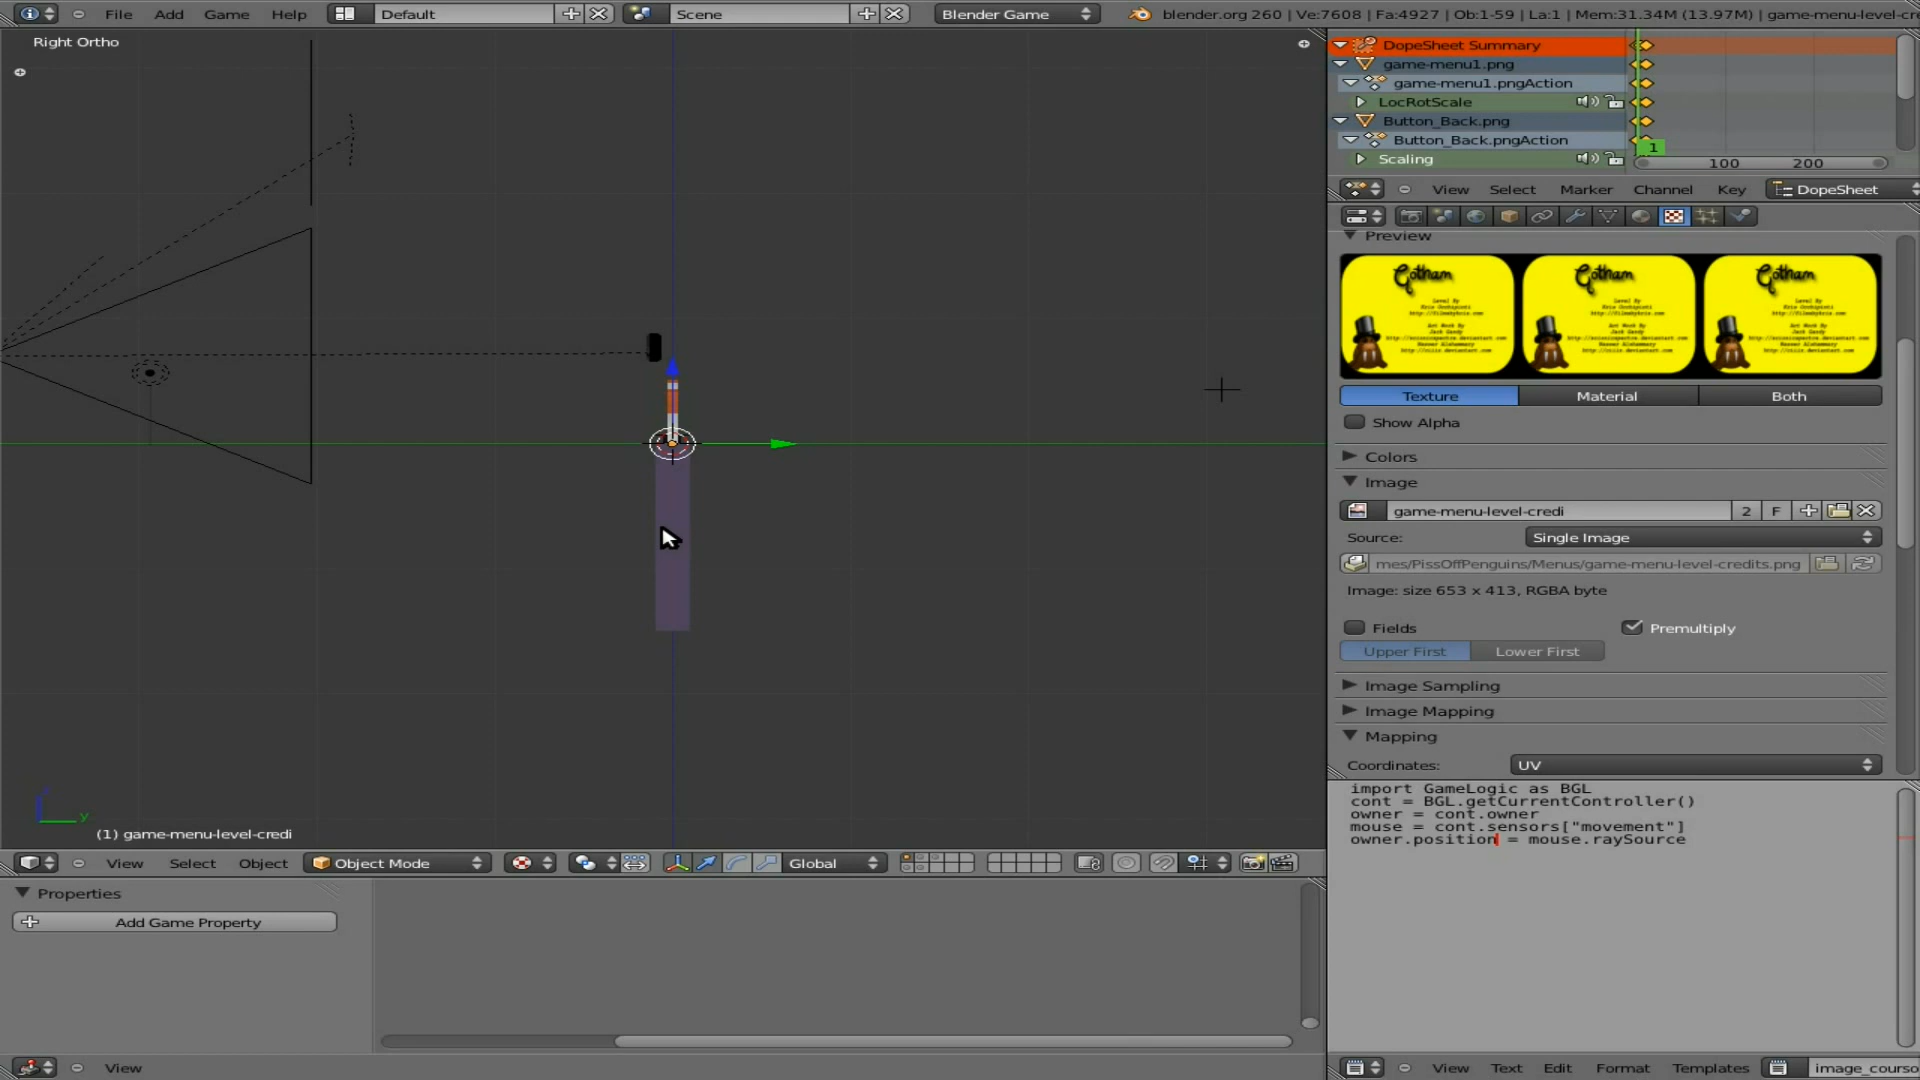 File Add Game Help Default Scene Blender Game blender.org 260 | Ve:7608 | Fa:4927 | Ob:1-59 | La:1 | Mem:31.34M (13.97M) | game-menu-level-cre
Right Ortho
DopeSheet Summary
game-menu1.png
game-menu1.pngAction
LocRotScale
Button_Back.png
Button_Back.pngAction
1
Scaling
100 200
View Select Marker Channel Key DopeSheet
Preview
Gotham Gotham Gotham
Texture Material Both
Show Alpha
Colors
Image
game-menu-level-credi 2 F
Source: Single Image
mes/PissOffPenguins/Menus/game-menu-level-credits.png
Image: size 653 x 413, RGBA byte
Fields Premultiply
Upper First Lower First
Image Sampling
Image Mapping
Mapping
Coordinates: UV
import GameLogic as BGL
cont = BGL.getCurrentController()
owner = cont.owner
mouse = cont.sensors["movement"]
owner.position = mouse.raySource
y
(1) game-menu-level-credi
View Select Object Object Mode Global
Properties
Add Game Property
View
View Text Edit Format Templates image_courso